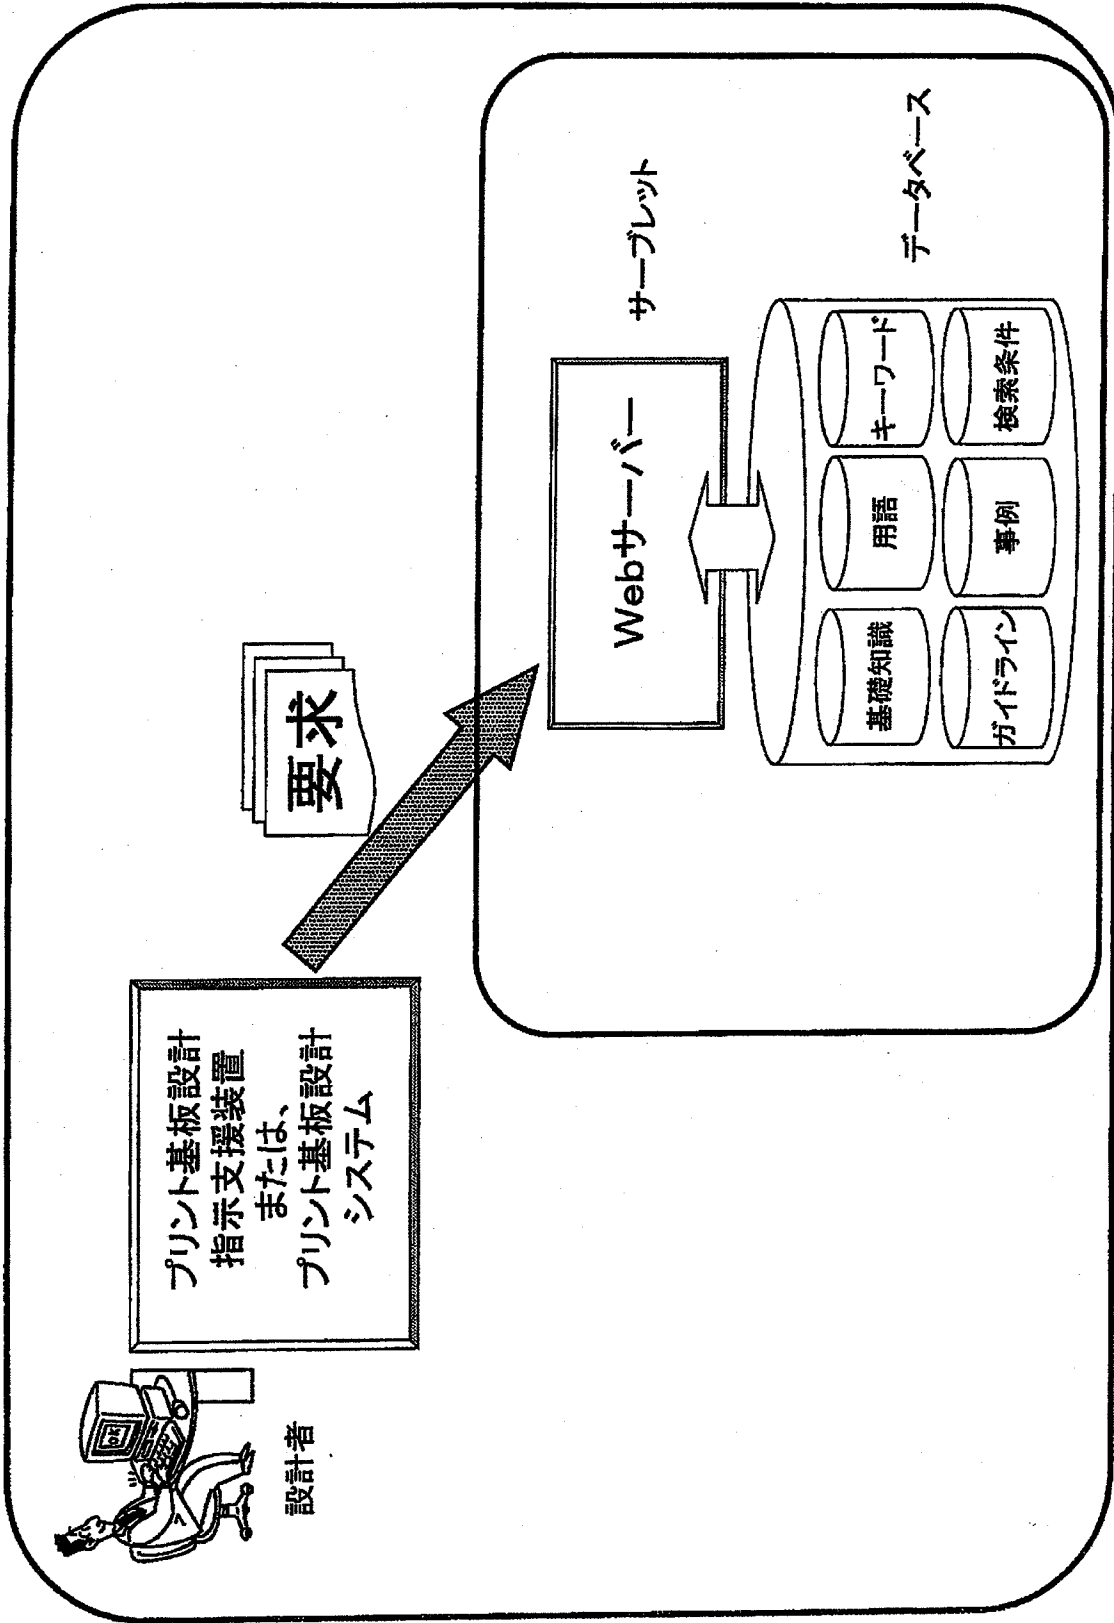 設計者
OK
プリント基板設計
指示支援装置
または、
プリント基板設計
システム
要求
Webサーバー
サーブレット
基礎知識
用語
キーワード
ガイドライン
事例
検索条件
データベース